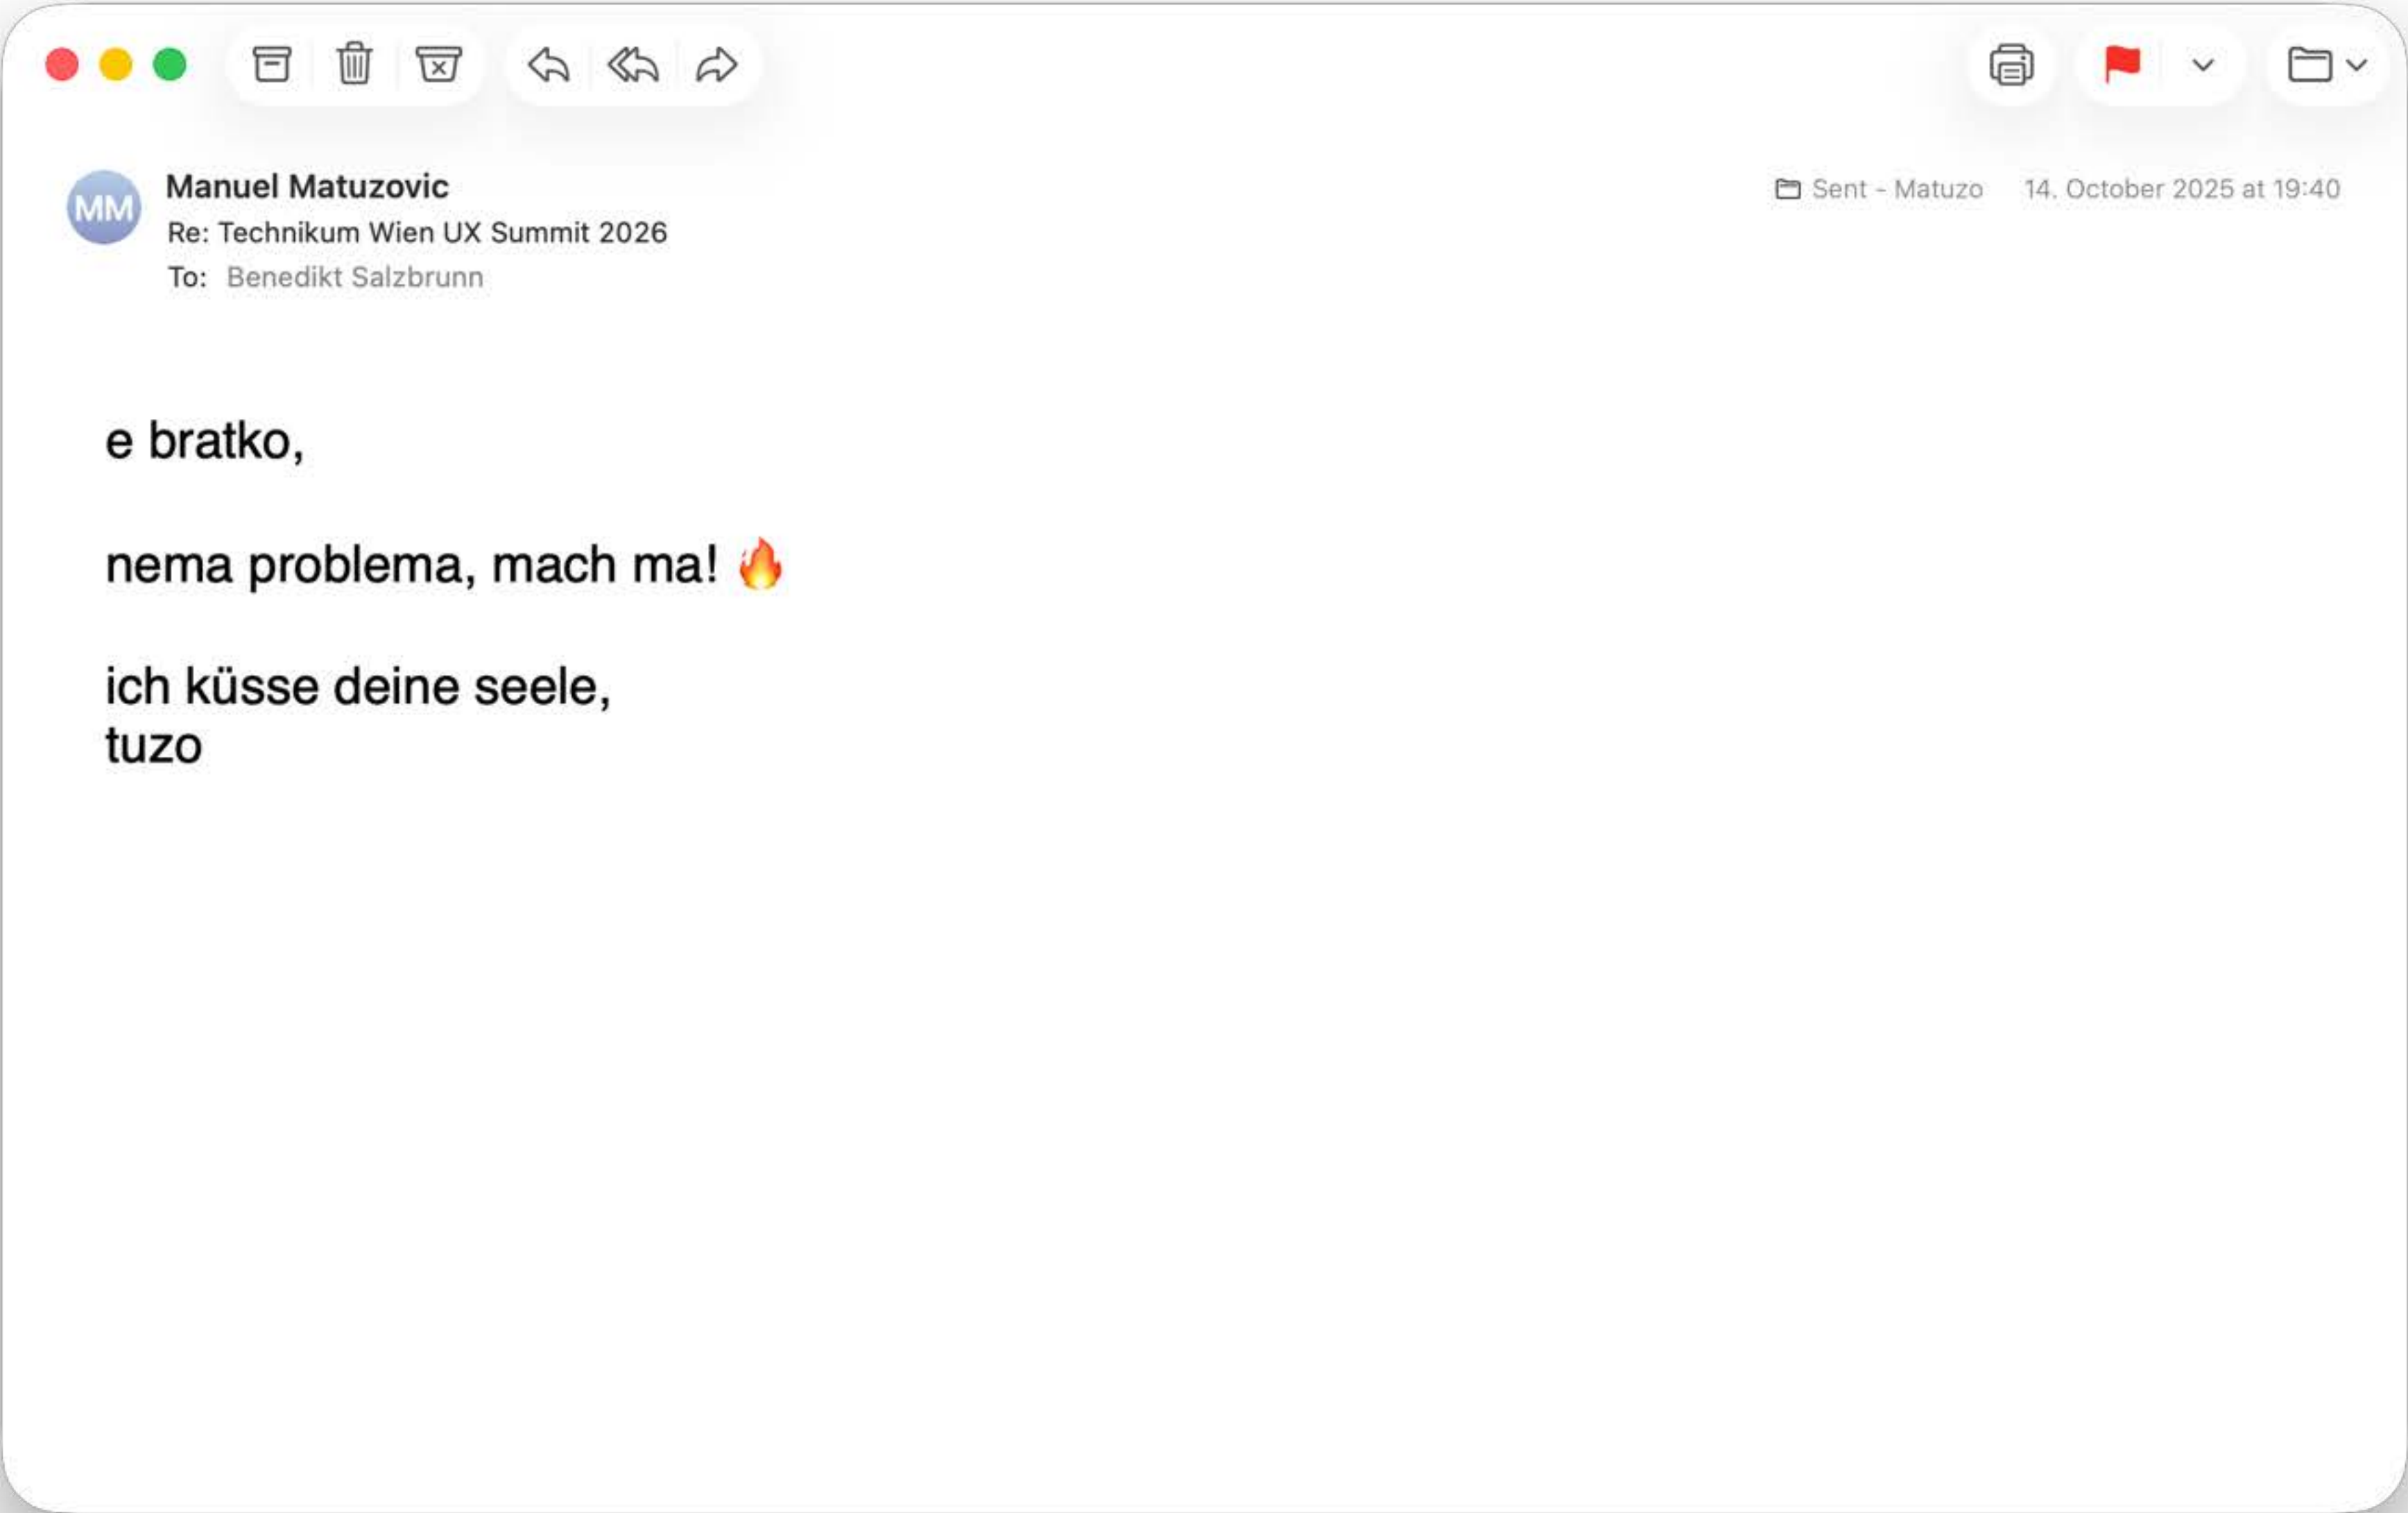 MM
Manuel Matuzovic
Sent - Matuzo 14. October 2025 at 19:40
Re: Technikum Wien UX Summit 2026
To: Benedikt Salzbrunn
e bratko,
nema problema, mach ma! 🔥
ich küsse deine seele,
tuzo